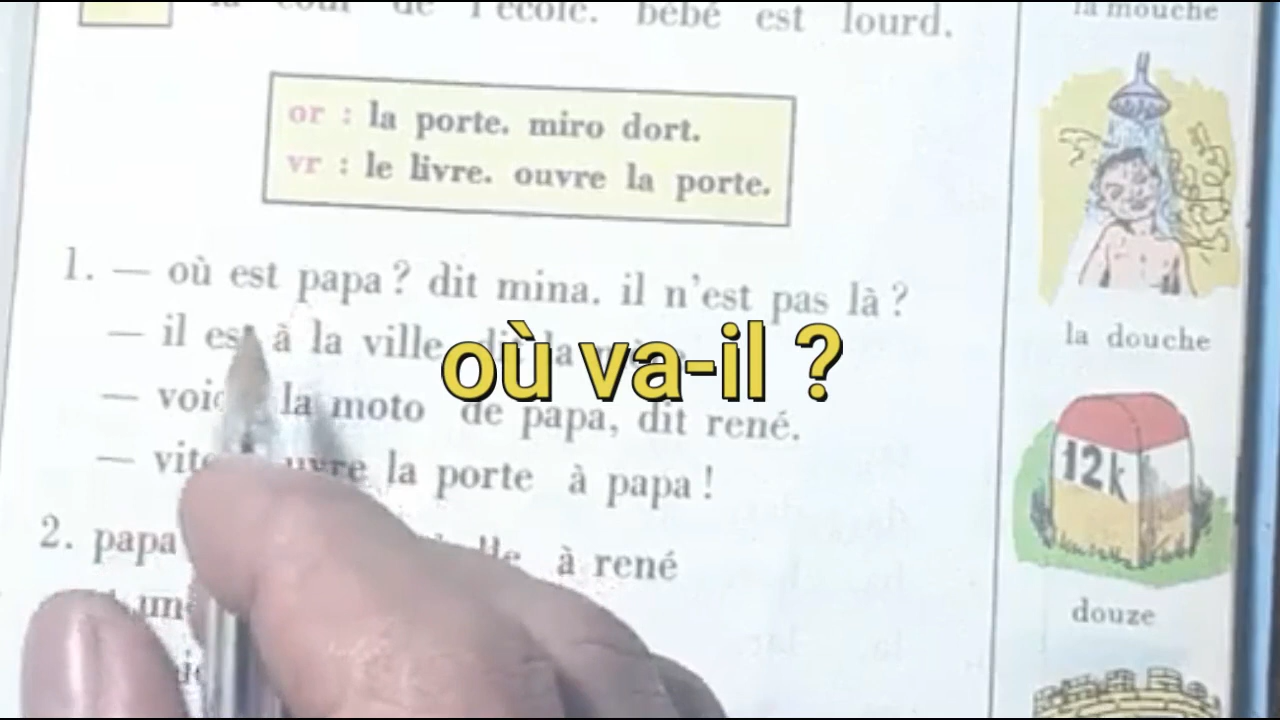 la cour de l'école. bébé est lourd.
or : la porte. miro dort.
vr : le livre. ouvre la porte.
1. — où est papa ? dit mina. il n'est pas là ?
— il est à la ville dit la
où va-il ?
— la moto de papa, dit rené.
— la porte à papa !
2. papa à rené
la mouche
la douche
12k
douze